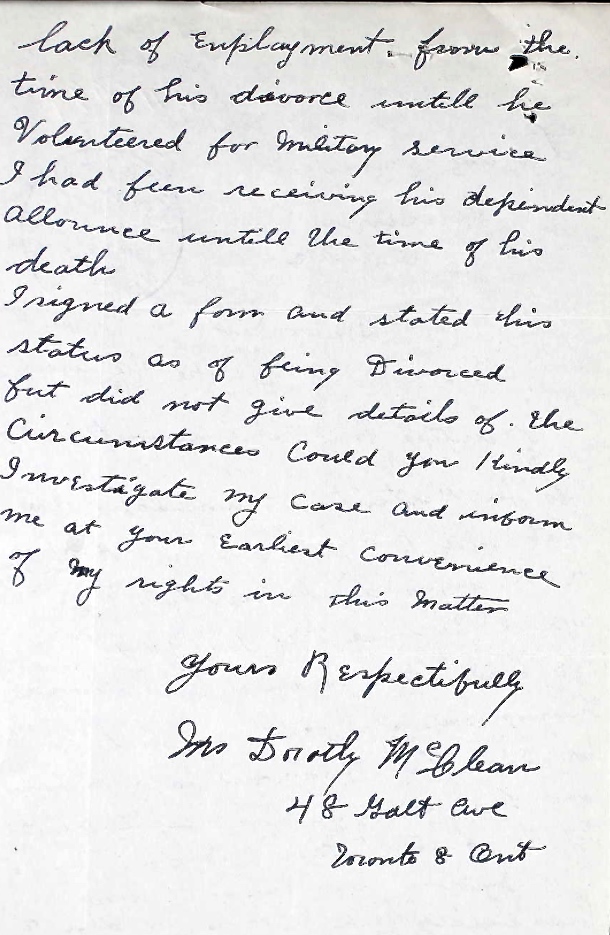 lack of Enployment. from the.
time of his divorce untill he
Volunteered for Military service
I had been receiving his dependent
Allounce untill the time of his
death
I signed a form and stated this
status as of being Divorced
but did not give details of. the
Circumstances Could you Kindly
Investigate my case and inform
me at your Earliest Convenience
of my rights in this Matter
Yours Respectifully
Mrs Dorothy McClean
48 Galt Ave
Toronto 8 Ont